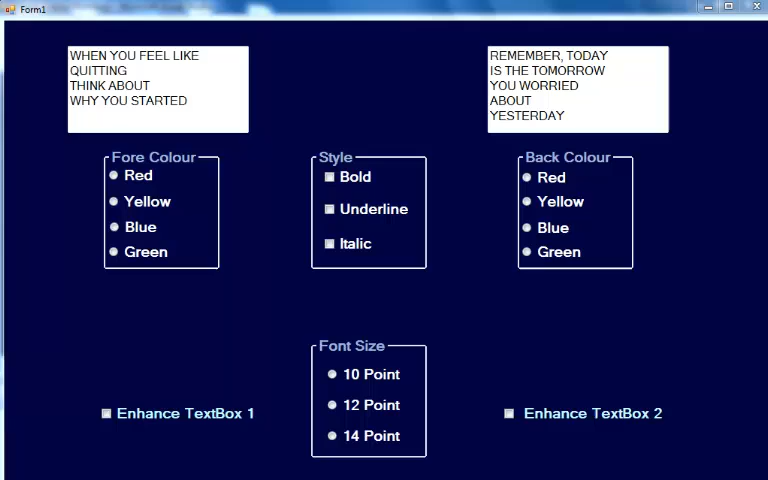 Form1
WHEN YOU FEEL LIKE
QUITTING
THINK ABOUT
WHY YOU STARTED
REMEMBER, TODAY
IS THE TOMORROW
YOU WORRIED
ABOUT
YESTERDAY
Fore Colour
Red
Yellow
Blue
Green
Style
Bold
Underline
Italic
Back Colour
Red
Yellow
Blue
Green
Font Size
10 Point
12 Point
14 Point
Enhance TextBox 1
Enhance TextBox 2